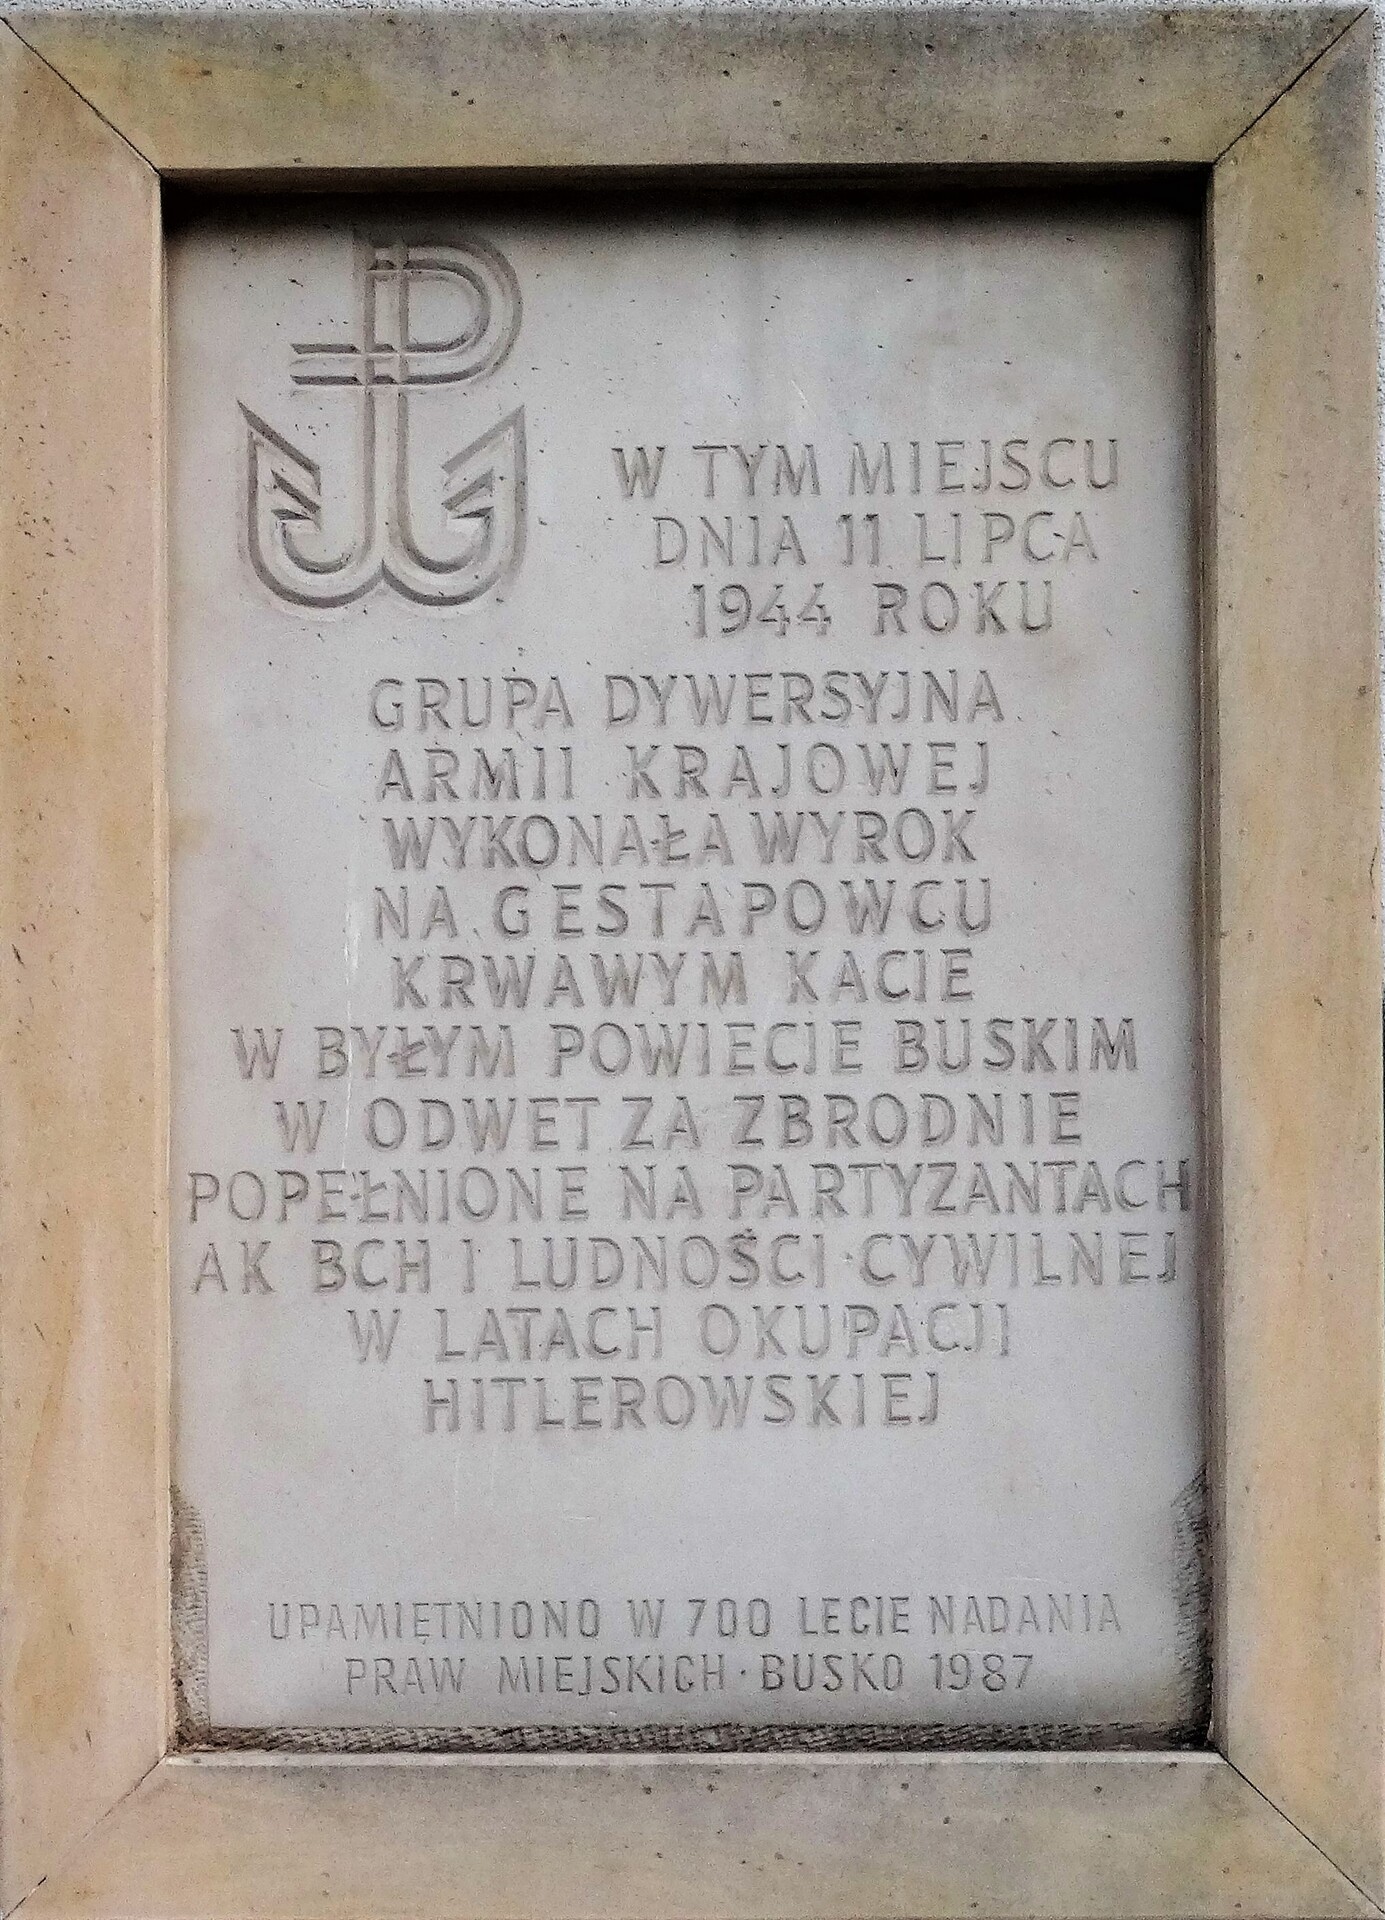 W TYM MIEJSCU
DNIA 11 LIPCA
1944 ROKU
GRUPA DYWERSYJNA
ARMII KRAJOWEJ
WYKONAŁA WYROK
NA GESTAPOWCU
KRWAWYM KACIE
W BYŁYM POWIECIE BUSKIM
W ODWET ZA ZBRODNIE
POPEŁNIONE NA PARTYZANTACH
AK BCH I LUDNOŚCI CYWILNEJ
W LATACH OKUPACJI
HITLEROWSKIEJ
UPAMIĘTNIONO W 700 LECIE NADANIA
PRAW MIEJSKICH · BUSKO 1987